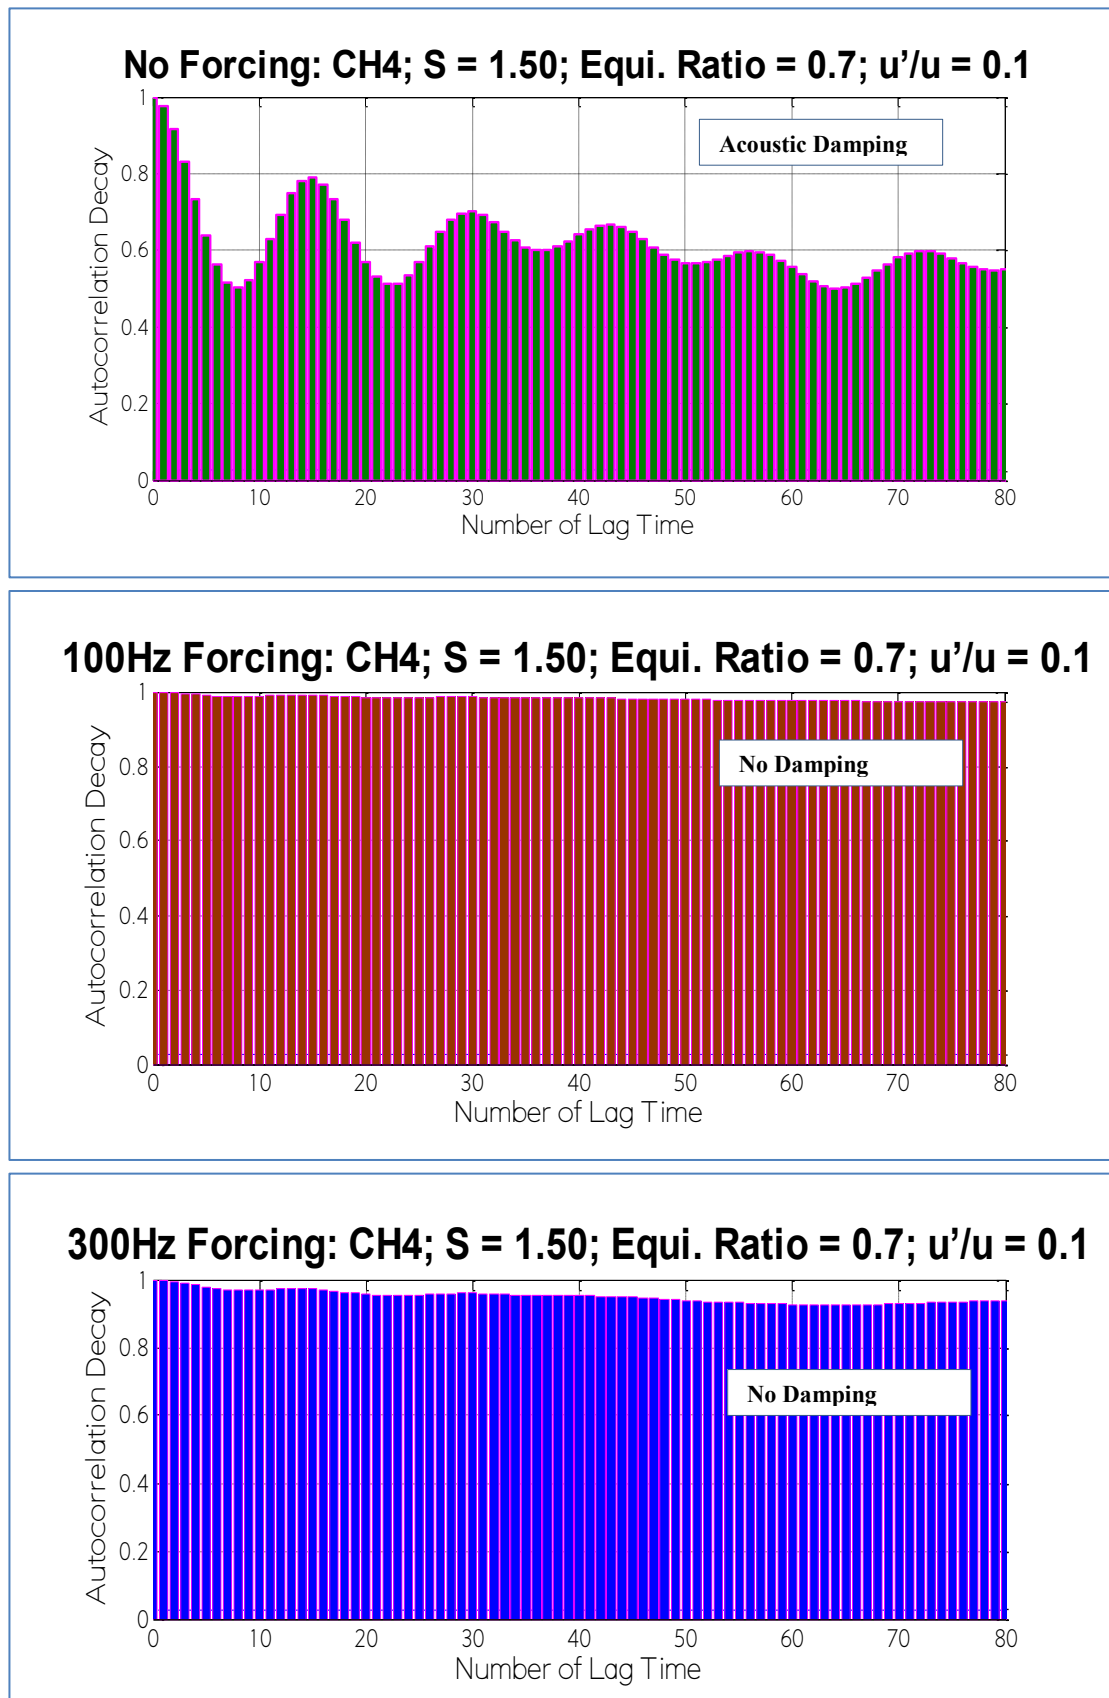 No Forcing: CH4; S = 1.50; Equi. Ratio = 0.7; u’/u = 0.1
1
Acoustic Damping
0.8
0.6
0.4
0.2
0
Autocorrelation Decay
0 10 20 30 40 50 60 70 80
Number of Lag Time
100Hz Forcing: CH4; S = 1.50; Equi. Ratio = 0.7; u’/u = 0.1
1
No Damping
0.8
0.6
0.4
0.2
0
Autocorrelation Decay
0 10 20 30 40 50 60 70 80
Number of Lag Time
300Hz Forcing: CH4; S = 1.50; Equi. Ratio = 0.7; u’/u = 0.1
1
0.8
No Damping
0.6
0.4
0.2
0
Autocorrelation Decay
0 10 20 30 40 50 60 70 80
Number of Lag Time